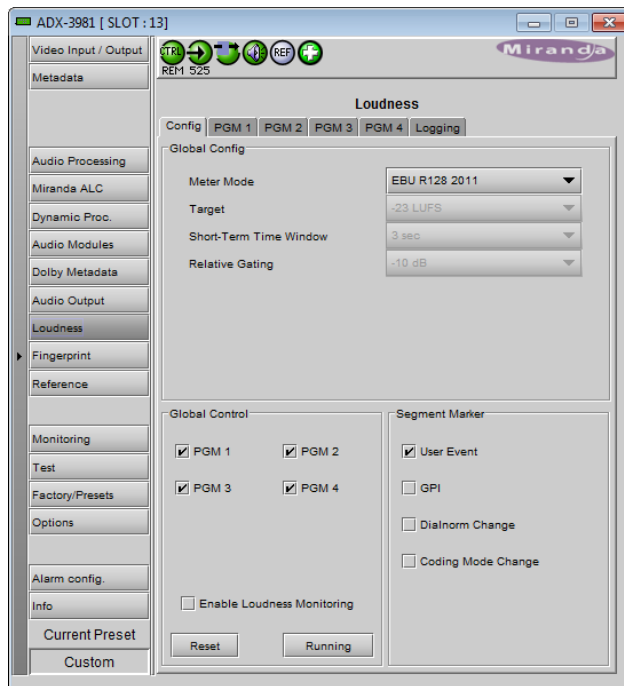 ADX-3981 [ SLOT : 13]
Video Input / Output
Metadata
Audio Processing
Miranda ALC
Dynamic Proc.
Audio Modules
Dolby Metadata
Audio Output
Loudness
Fingerprint
Reference
Monitoring
Test
Factory/Presets
Options
Alarm config.
Info
Current Preset
Custom
CTRL
REF
REM 525
Miranda
Loudness
Config PGM 1 PGM 2 PGM 3 PGM 4 Logging
Global Config
Meter Mode EBU R128 2011
Target -23 LUFS
Short-Term Time Window 3 sec
Relative Gating -10 dB
Global Control
PGM 1 PGM 2
PGM 3 PGM 4
Enable Loudness Monitoring
Reset Running
Segment Marker
User Event
GPI
Dialnorm Change
Coding Mode Change